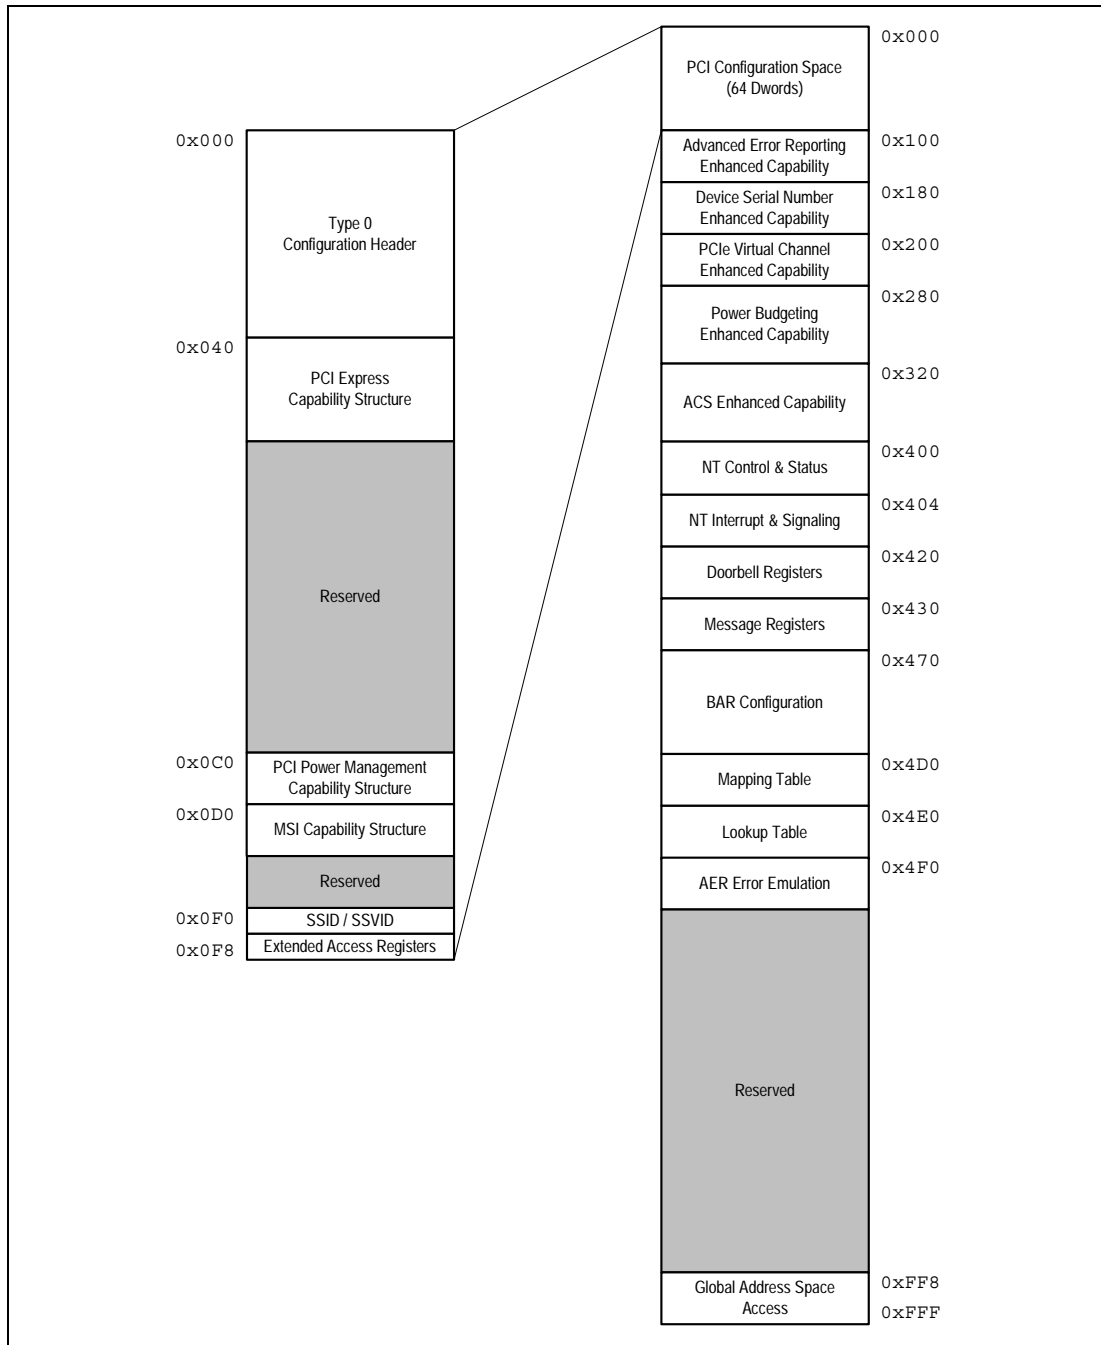 0x000
Type 0
Configuration Header
0x040
PCI Express
Capability Structure
Reserved
0x0C0
PCI Power Management
Capability Structure
0x0D0
MSI Capability Structure
Reserved
0x0F0
SSID / SSVID
0x0F8
Extended Access Registers
PCI Configuration Space
(64 Dwords)
0x000
Advanced Error Reporting
Enhanced Capability
0x100
Device Serial Number
Enhanced Capability
0x180
PCIe Virtual Channel
Enhanced Capability
0x200
Power Budgeting
Enhanced Capability
0x280
ACS Enhanced Capability
0x320
NT Control & Status
0x400
NT Interrupt & Signaling
0x404
Doorbell Registers
0x420
Message Registers
0x430
BAR Configuration
0x470
Mapping Table
0x4D0
Lookup Table
0x4E0
AER Error Emulation
0x4F0
Reserved
Global Address Space
Access
0xFF8
0xFFF